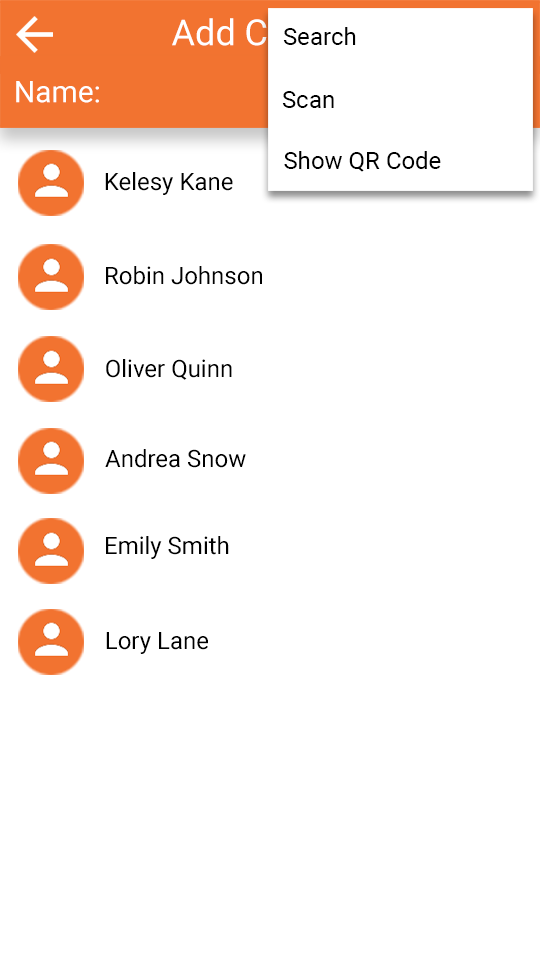 Add C
Search
Name:
Scan
Show QR Code
Kelesy Kane
Robin Johnson
Oliver Quinn
Andrea Snow
Emily Smith
Lory Lane